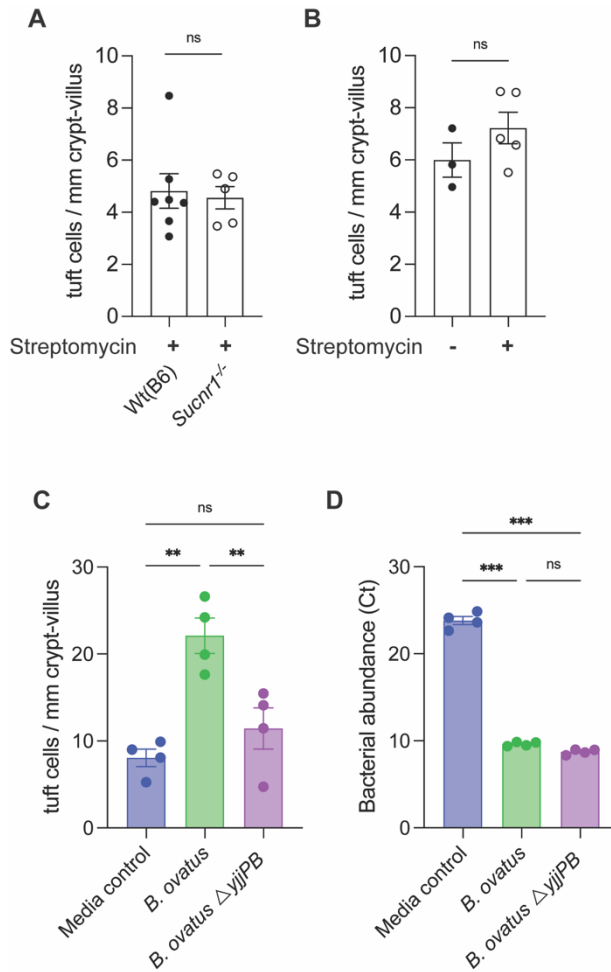 A
ns
tuft cells / mm crypt-villus
10
8
6
4
2
0
Streptomycin + +
Wt(B6) Sucnr1-/-
B
ns
tuft cells / mm crypt-villus
10
8
6
4
2
0
Streptomycin - +
C
ns
** **
tuft cells / mm crypt-villus
30
20
10
0
Media control
B. ovatus
B. ovatus △yjjPB
D
***
*** ns
Bacterial abundance (Ct)
30
20
10
0
Media control
B. ovatus
B. ovatus △yjjPB